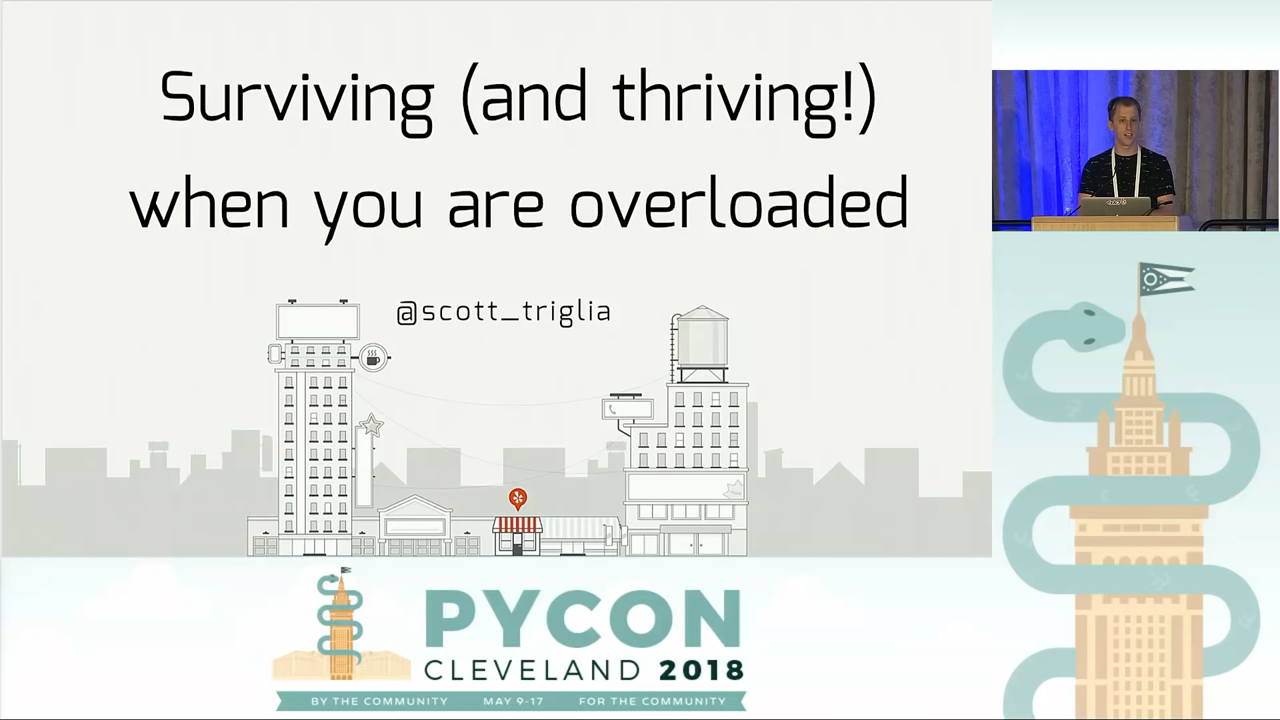 Surviving (and thriving!)
when you are overloaded
@scott_triglia
PYCON
CLEVELAND 2018
BY THE COMMUNITY MAY 9-17 FOR THE COMMUNITY